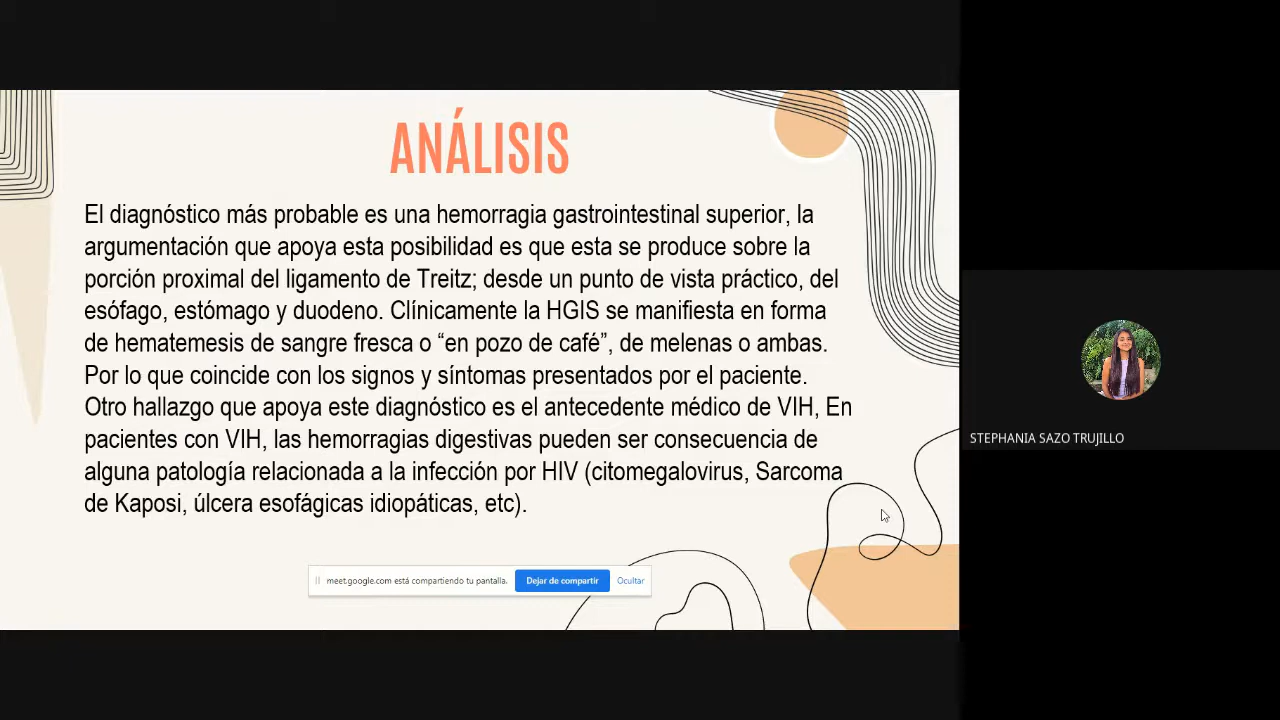 ANÁLISIS
El diagnóstico más probable es una hemorragia gastrointestinal superior, la
argumentación que apoya esta posibilidad es que esta se produce sobre la
porción proximal del ligamento de Treitz; desde un punto de vista práctico, del
esófago, estómago y duodeno. Clínicamente la HGIS se manifiesta en forma
de hematemesis de sangre fresca o “en pozo de café”, de melenas o ambas.
Por lo que coincide con los signos y síntomas presentados por el paciente.
Otro hallazgo que apoya este diagnóstico es el antecedente médico de VIH, En
pacientes con VIH, las hemorragias digestivas pueden ser consecuencia de
alguna patología relacionada a la infección por HIV (citomegalovirus, Sarcoma
de Kaposi, úlcera esofágicas idiopáticas, etc).
meet.google.com está compartiendo tu pantalla. Dejar de compartir Ocultar
STEPHANIA SAZO TRUJILLO